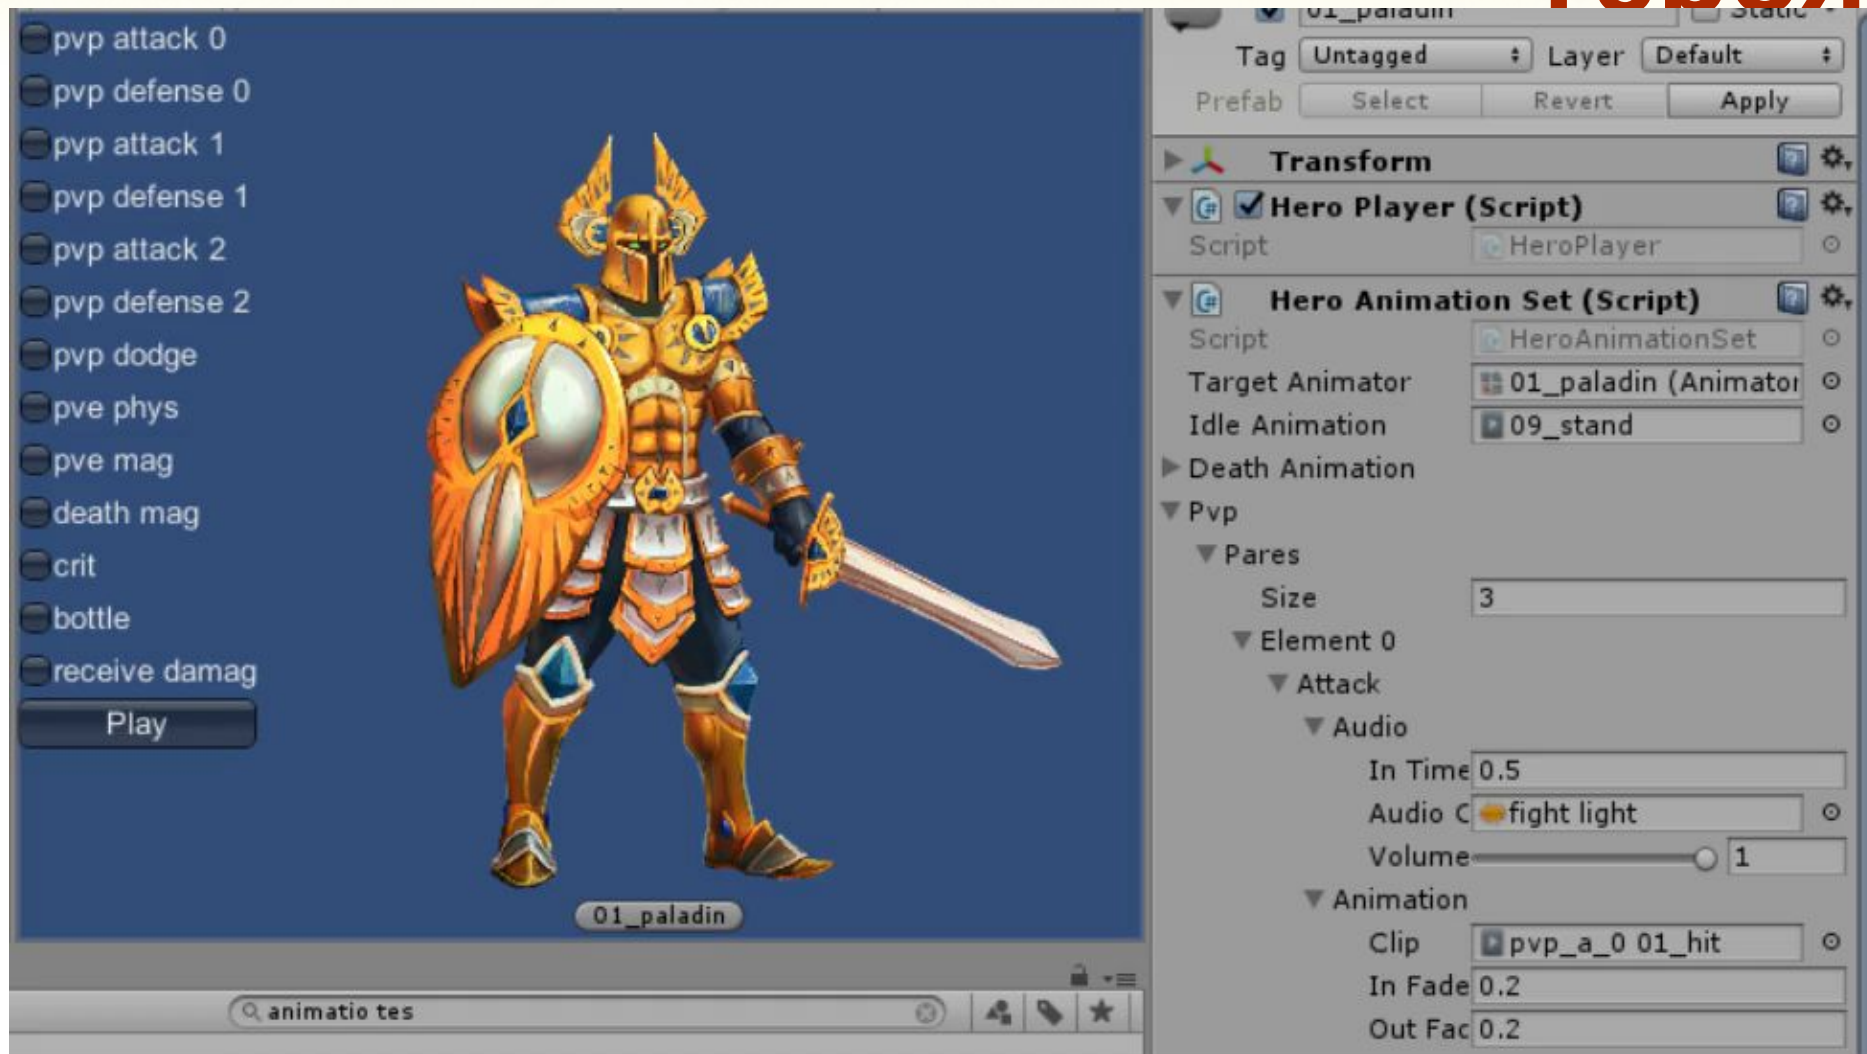 pvp attack 0
pvp defense 0
pvp attack 1
pvp defense 1
pvp attack 2
pvp defense 2
pvp dodge
pve phys
pve mag
death mag
crit
bottle
receive damag
Play
01_paladin
animatio tes
01_paladin Static
Tag Untagged Layer Default
Prefab Select Revert Apply
Transform
Hero Player (Script)
Script HeroPlayer
Hero Animation Set (Script)
Script HeroAnimationSet
Target Animator 01_paladin (Animator
Idle Animation 09_stand
Death Animation
Pvp
Pares
Size 3
Element 0
Attack
Audio
In Time 0.5
Audio C fight light
Volume 1
Animation
Clip pvp_a_0 01_hit
In Fade 0.2
Out Fac 0.2